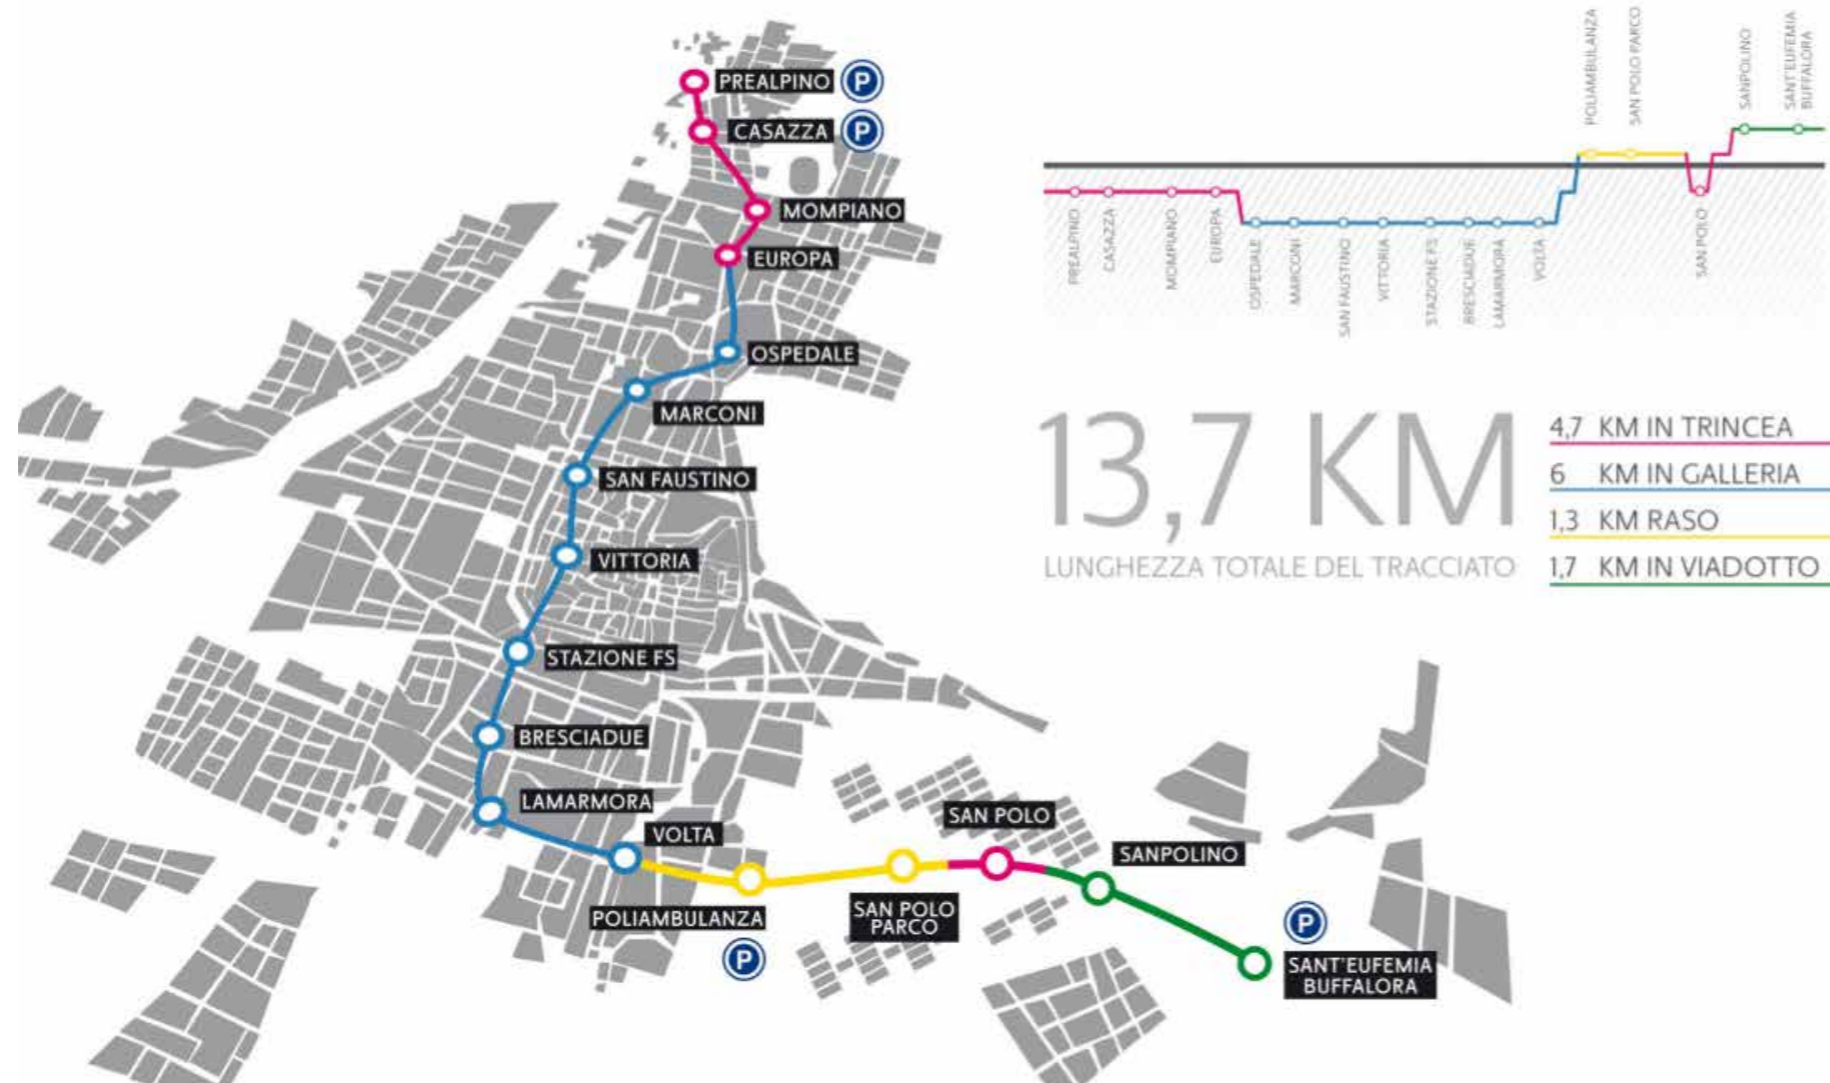 PREALPINO P
CASAZZA P
MOMPIANO
EUROPA
OSPEDALE
MARCONI
SAN FAUSTINO
VITTORIA
STAZIONE FS
BRESCIADUE
LAMARMORA
VOLTA
POLIAMBULANZA
P
SAN POLO
PARCO
SAN POLO
SANPOLINO
P
SANT'EUFEMIA
BUFFALORA
PREALPINO
CASAZZA
MOMPIANO
EUROPA
OSPEDALE
MARCONI
SAN FAUSTINO
VITTORIA
STAZIONE FS
BRESCIADUE
LAMARMORA
VOLTA
POLIAMBULANZA
SAN POLO PARCO
SAN POLO
SANPOLINO
SANT'EUFEMIA
BUFFALORA
13,7 KM
LUNGHEZZA TOTALE DEL TRACCIATO
4,7 KM IN TRINCEA
6 KM IN GALLERIA
1,3 KM RASO
1,7 KM IN VIADOTTO